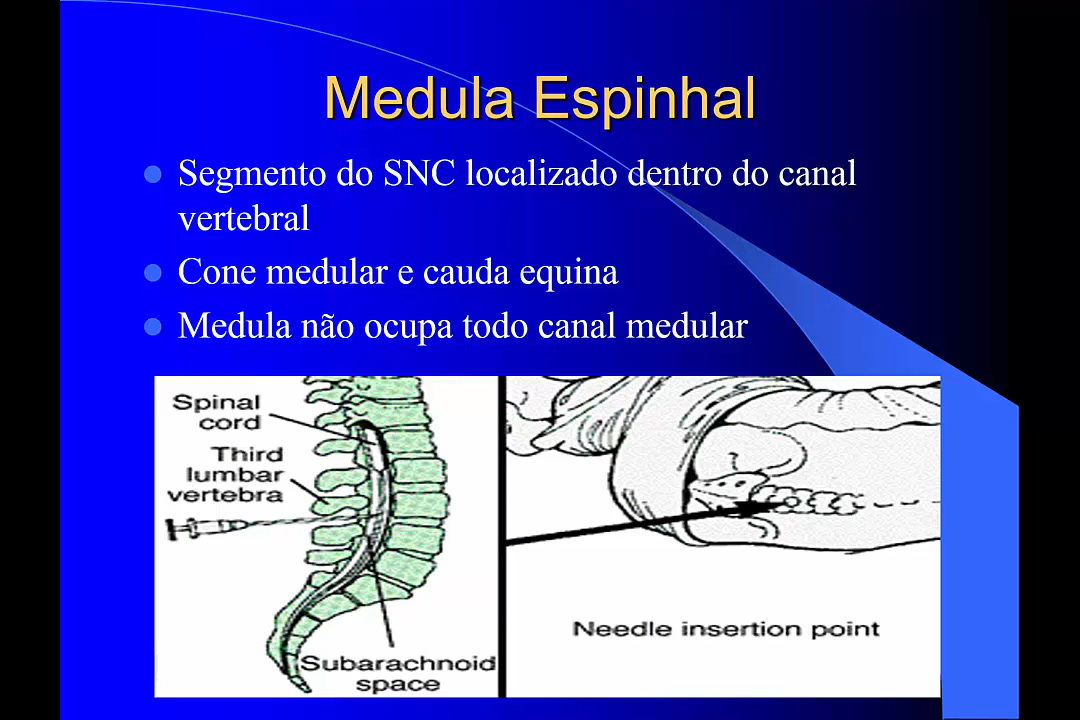 Medula Espinhal
Segmento do SNC localizado dentro do canal
vertebral
Cone medular e cauda equina
Medula não ocupa todo canal medular
Spinal
cord
Third
lumbar
vertebra
Subarachnoid
space
Needle insertion point